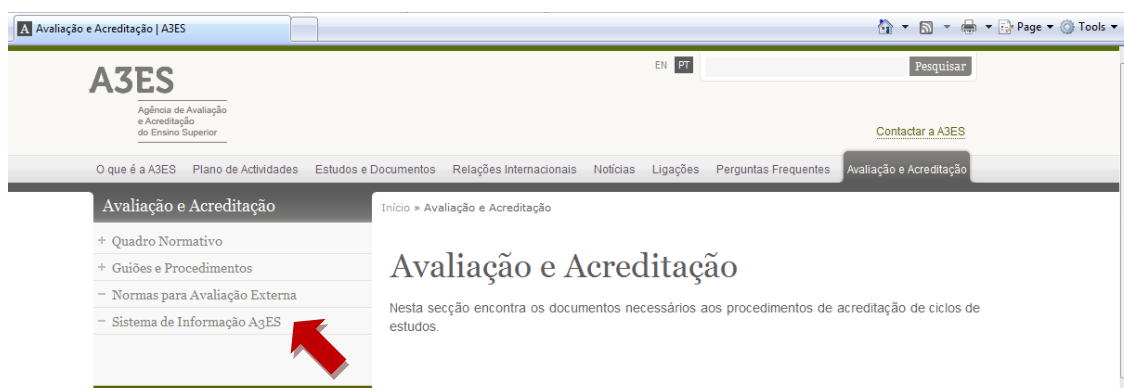 Avaliação e Acreditação | A3ES
Page
Tools
A3ES
Agência de Avaliação
e Acreditação
do Ensino Superior
EN PT
Pesquisar
Contactar a A3ES
O que é a A3ES Plano de Actividades Estudos e Documentos Relações Internacionais Notícias Ligações Perguntas Frequentes Avaliação e Acreditação
Avaliação e Acreditação
+ Quadro Normativo
+ Guiões e Procedimentos
− Normas para Avaliação Externa
− Sistema de Informação A3ES
Início » Avaliação e Acreditação
Avaliação e Acreditação
Nesta secção encontra os documentos necessários aos procedimentos de acreditação de ciclos de
estudos.